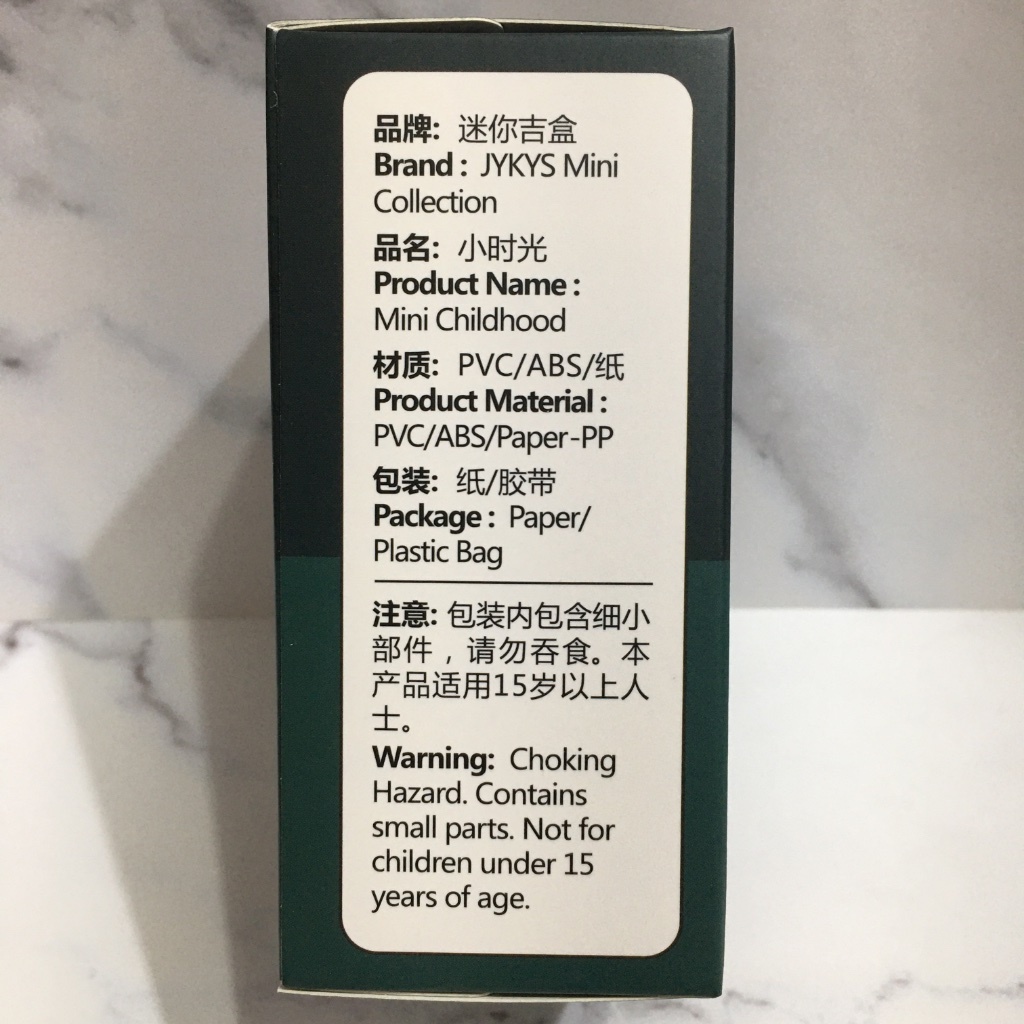 品牌: 迷你吉盒
Brand : JYKYS Mini
Collection
品名: 小时光
Product Name :
Mini Childhood
材质: PVC/ABS/纸
Product Material :
PVC/ABS/Paper-PP
包装: 纸/胶带
Package : Paper/
Plastic Bag
注意: 包装内包含细小
部件，请勿吞食。本
产品适用15岁以上人
士。
Warning: Choking
Hazard. Contains
small parts. Not for
children under 15
years of age.